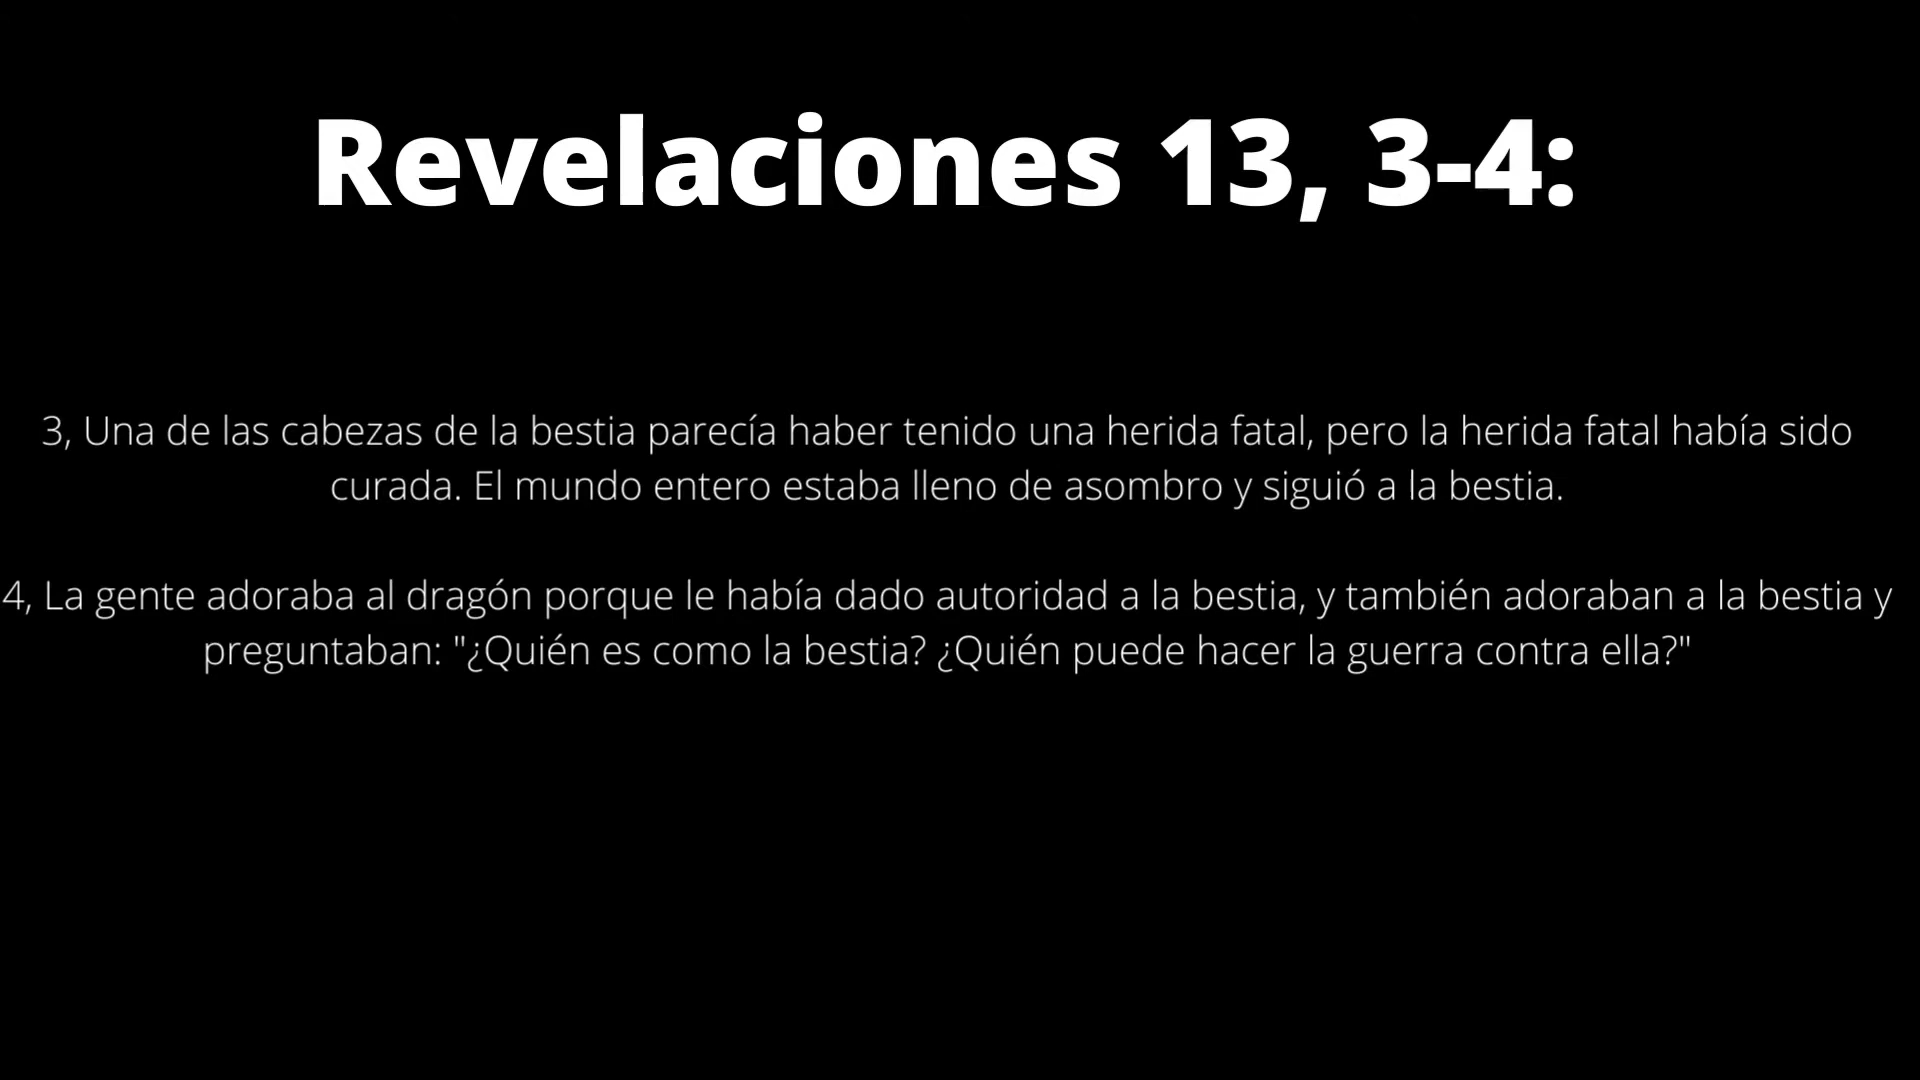 Revelaciones 13, 3-4:
3, Una de las cabezas de la bestia parecía haber tenido una herida fatal, pero la herida fatal había sido
curada. El mundo entero estaba lleno de asombro y siguió a la bestia.
4, La gente adoraba al dragón porque le había dado autoridad a la bestia, y también adoraban a la bestia y
preguntaban: "¿Quién es como la bestia? ¿Quién puede hacer la guerra contra ella?"